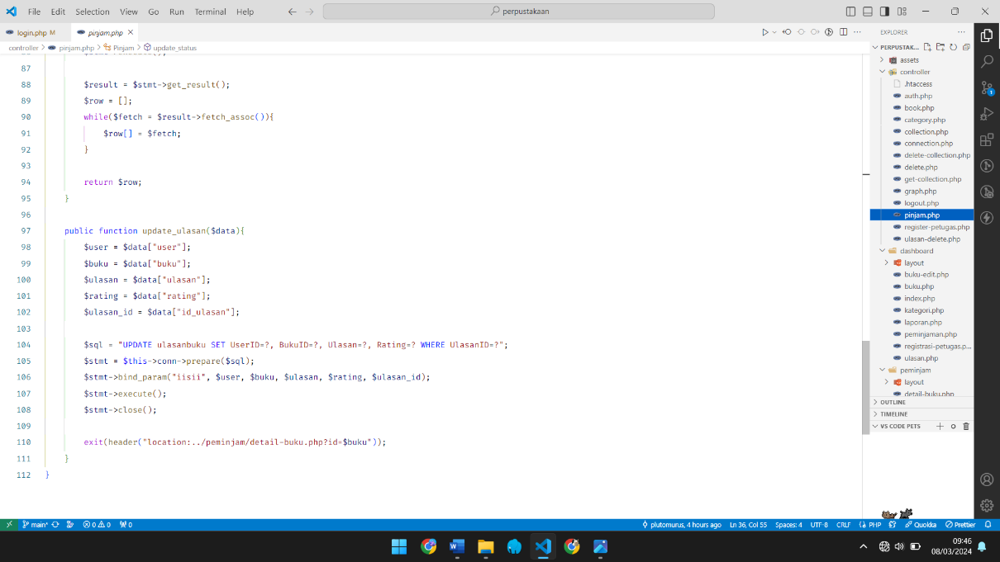 File Edit Selection View Go Run Terminal Help
perpustakaan
login.php M
pinjam.php
controller > pinjam.php > Pinjam > update_status
87
88 $result = $stmt->get_result();
89 $row = [];
90 while($fetch = $result->fetch_assoc()){
91 $row[] = $fetch;
92 }
93
94 return $row;
95 }
96
97 public function update_ulasan($data){
98 $user = $data["user"];
99 $buku = $data["buku"];
100 $ulasan = $data["ulasan"];
101 $rating = $data["rating"];
102 $ulasan_id = $data["id_ulasan"];
103
104 $sql = "UPDATE ulasanbuku SET UserID=?, BukuID=?, Ulasan=?, Rating=? WHERE UlasanID=?";
105 $stmt = $this->conn->prepare($sql);
106 $stmt->bind_param("iisii", $user, $buku, $ulasan, $rating, $ulasan_id);
107 $stmt->execute();
108 $stmt->close();
109
110 exit(header("location:../peminjam/detail-buku.php?id=$buku"));
111 }
112 }
EXPLORER
PERPUSTAK...
assets
controller
.htaccess
auth.php
book.php
category.php
collection.php
connection.php
delete-collection.php
delete.php
get-collection.php
graph.php
logout.php
pinjam.php
register-petugas.php
ulasan-delete.php
dashboard
layout
buku-edit.php
buku.php
index.php
kategori.php
laporan.php
peminjaman.php
registrasi-petugas.p...
ulasan.php
peminjam
layout
detail-buku.php
OUTLINE
TIMELINE
VS CODE PETS
1
main*
0 0
0
plutomurus, 4 hours ago
Ln 36, Col 55
Spaces: 4
UTF-8
CRLF
PHP
Quokka
Prettier
09:46
08/03/2024